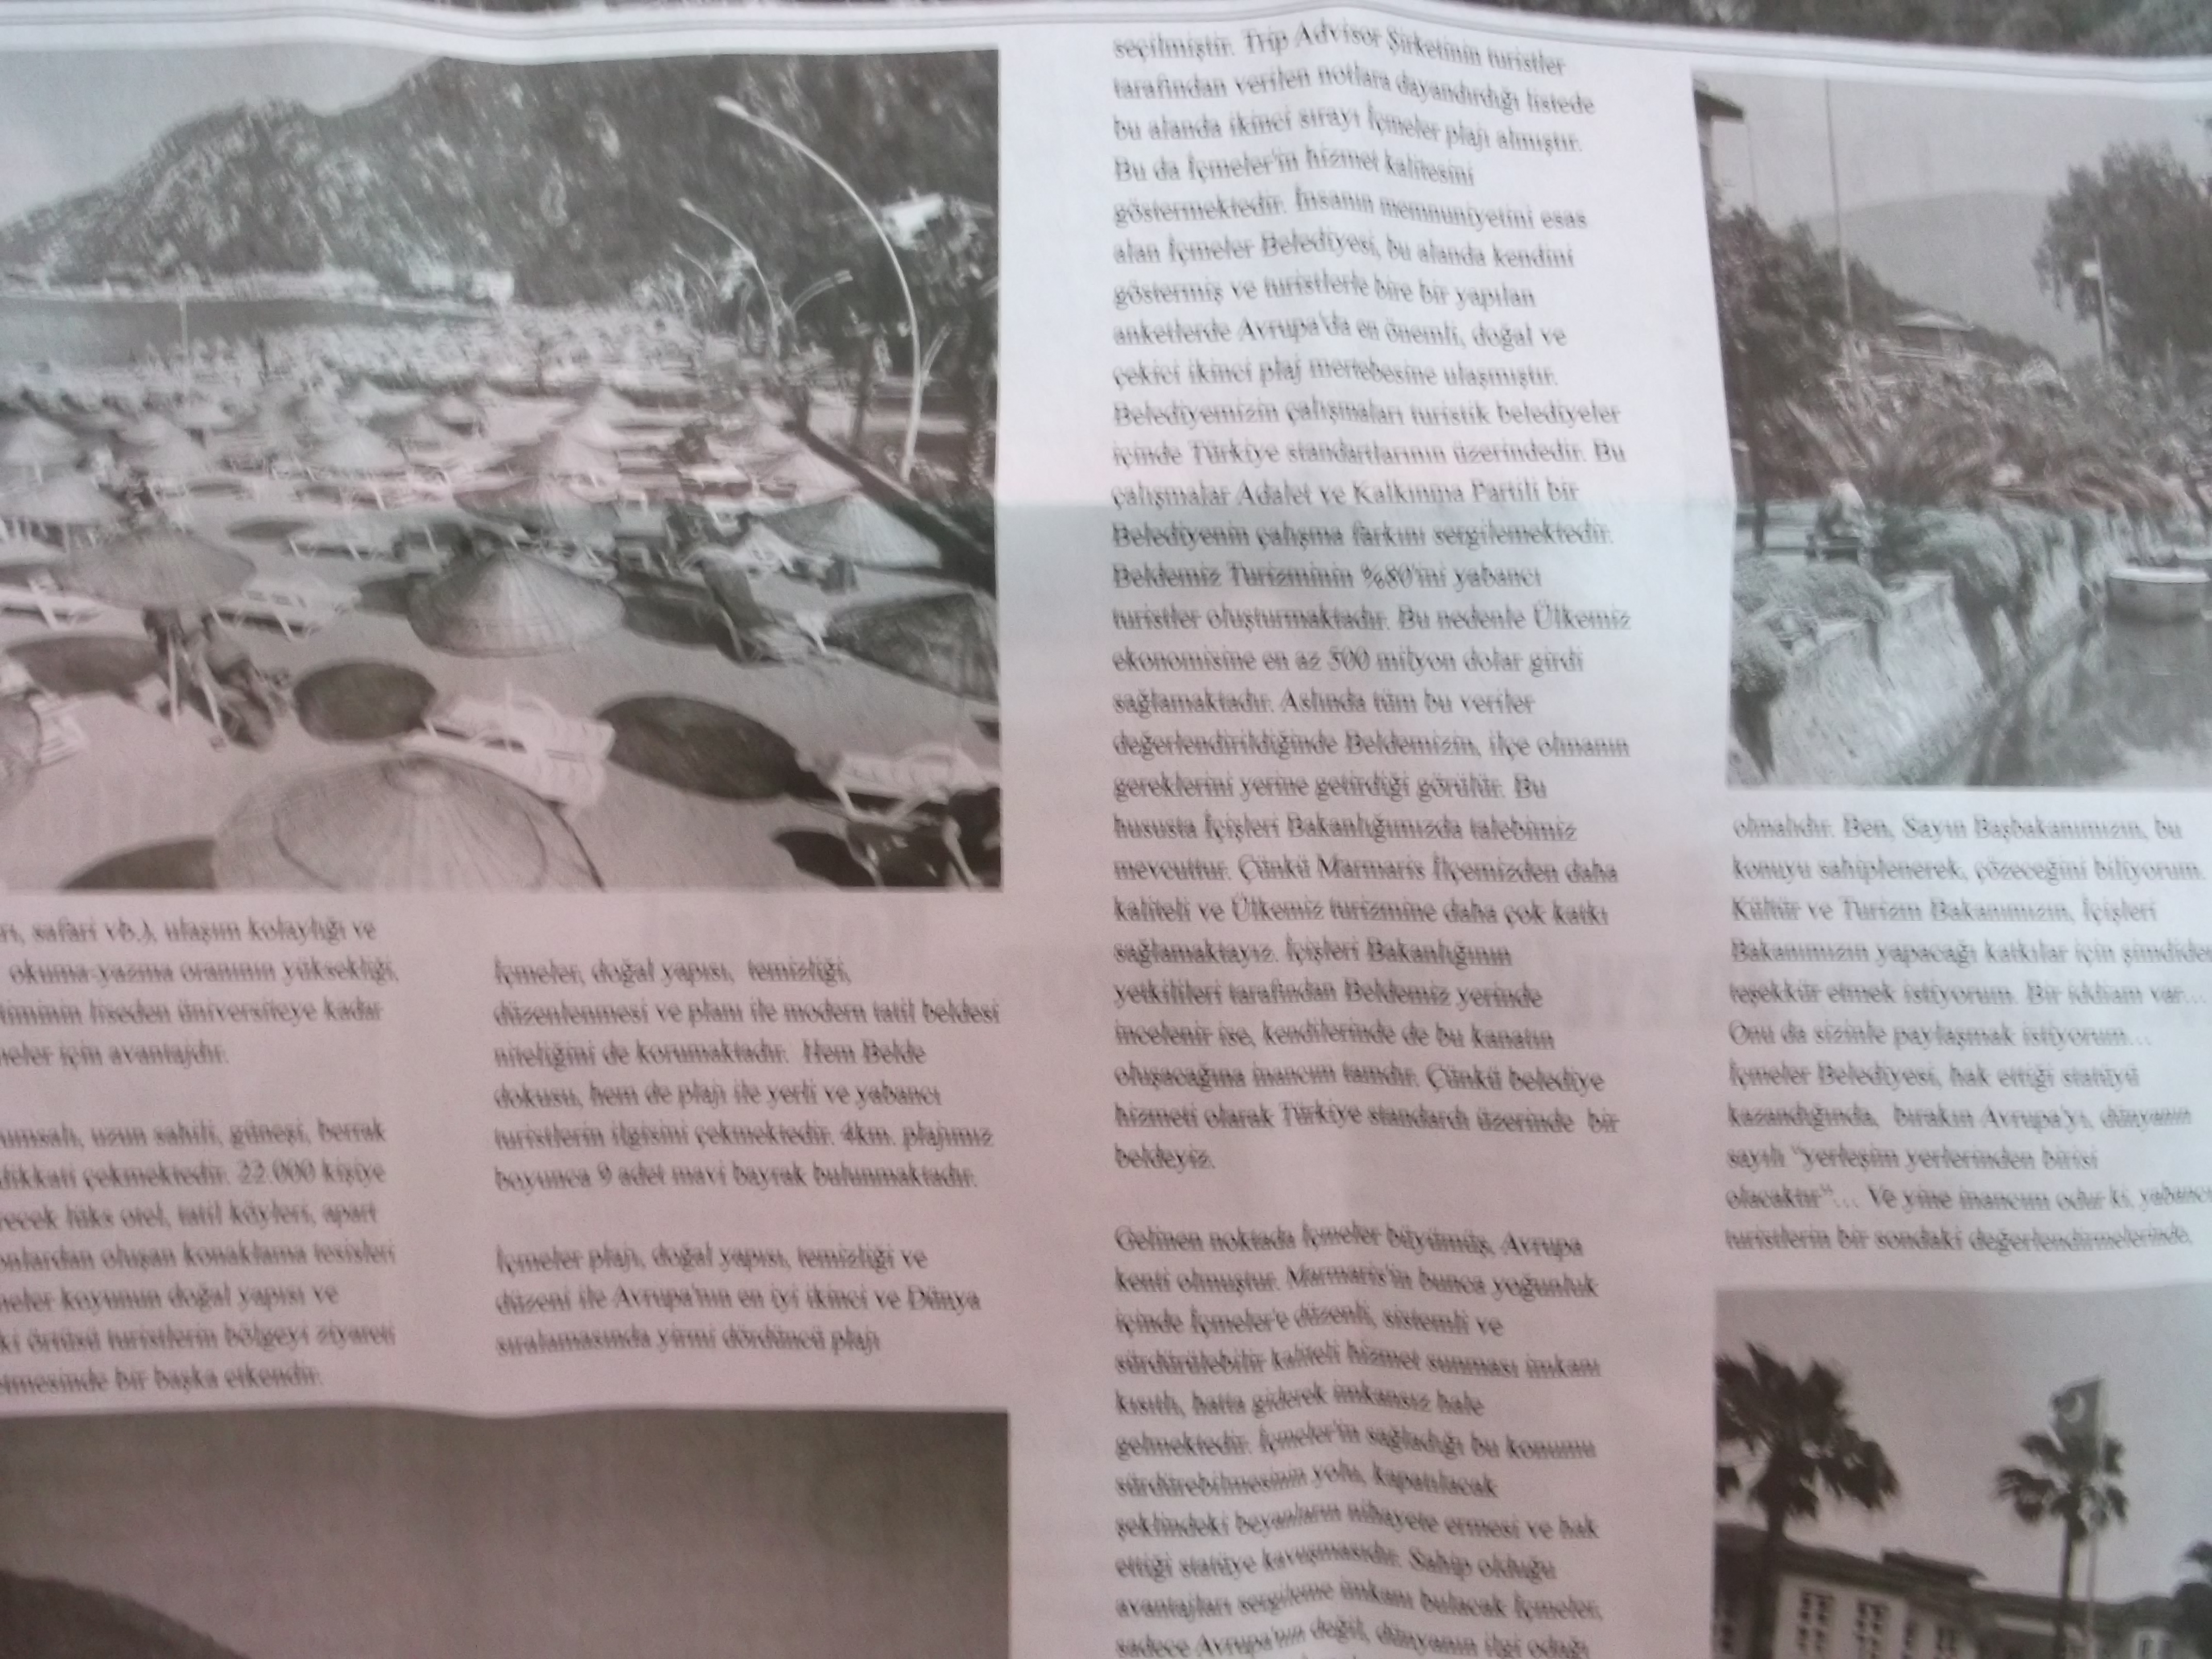 rı, safari vb.), ulaşım kolaylığı ve
okuma-yazma oranının yüksekliği,
timinin liseden üniversiteye kadar
neler için avantajdır.
umsalı, uzun sahili, güneşi, berrak
dikkati çekmektedir. 22.000 kişiye
recek lüks otel, tatil köyleri, apart
onlardan oluşan konaklama tesisleri
neler koyunun doğal yapısı ve
ki örtüsü turistlerin bölgeyi ziyareti
etmesinde bir başka etkendir.
İçmeler, doğal yapısı, temizliği,
düzenlenmesi ve planı ile modern tatil beldesi
niteliğini de korumaktadır. Hem Belde
dokusu, hem de plajı ile yerli ve yabancı
turistlerin ilgisini çekmektedir. 4km. plajımız
boyunca 9 adet mavi bayrak bulunmaktadır.
İçmeler plajı, doğal yapısı, temizliği ve
düzeni ile Avrupa'nın en iyi ikinci ve Dünya
sıralamasında yirmi dördüncü plajı
seçilmiştir. Trip Advisor Şirketinin turistler
tarafından verilen notlara dayandırdığı listede
bu alanda ikinci sırayı İçmeler plajı almıştır.
Bu da İçmeler'in hizmet kalitesini
göstermektedir. İnsanın memnuniyetini esas
alan İçmeler Belediyesi, bu alanda kendini
göstermiş ve turistlerle bire bir yapılan
anketlerde Avrupa'da en önemli, doğal ve
çekici ikinci plaj mertebesine ulaşmıştır.
Belediyemizin çalışmaları turistik belediyeler
içinde Türkiye standartlarının üzerindedir. Bu
çalışmalar Adalet ve Kalkınma Partili bir
Belediyenin çalışma farkını sergilemektedir.
Beldemiz Turizminin %80'ini yabancı
turistler oluşturmaktadır. Bu nedenle Ülkemiz
ekonomisine en az 500 milyon dolar girdi
sağlamaktadır. Aslında tüm bu veriler
değerlendirildiğinde Beldemizin, ilçe olmanın
gereklerini yerine getirdiği görülür. Bu
hususta İçişleri Bakanlığımızda talebimiz
mevcuttur. Çünkü Marmaris İlçemizden daha
kaliteli ve Ülkemiz turizmine daha çok katkı
sağlamaktayız. İçişleri Bakanlığının
yetkilileri tarafından Beldemiz yerinde
incelenir ise, kendilerinde de bu kanatın
oluşacağına inancım tamdır. Çünkü belediye
hizmeti olarak Türkiye standardı üzerinde bir
beldeyiz.
Gelinen noktada İçmeler büyümüş, Avrupa
kenti olmuştur. Marmaris'in bunca yoğunluk
içinde İçmeler'e düzenli, sistemli ve
sürdürülebilir kaliteli hizmet sunması imkanı
kısıtlı, hatta giderek imkansız hale
gelmektedir. İçmeler'in sağladığı bu konumu
sürdürebilmesinin yolu, kapatılacak
şeklindeki beyanların nihayete ermesi ve hak
ettiği statüye kavuşmasıdır. Sahip olduğu
avantajları sergileme imkanı bulacak İçmeler,
sadece Avrupa'nın değil, dünyanın ilgi odağı
olmalıdır. Ben, Sayın Başbakanımızın, bu
konuyu sahiplenerek, çözeceğini biliyorum.
Kültür ve Turizm Bakanımızın, İçişleri
Bakanımızın yapacağı katkılar için şimdiden
teşekkür etmek istiyorum. Bir iddiam var...
Onu da sizinle paylaşmak istiyorum...
İçmeler Belediyesi, hak ettiği statüyü
kazandığında, bırakın Avrupa'yı, dünyanın
sayılı "yerleşim yerlerinden birisi
olacaktır"... Ve yine inancım odur ki, yabancı
turistlerin bir sondaki değerlendirmelerinde,